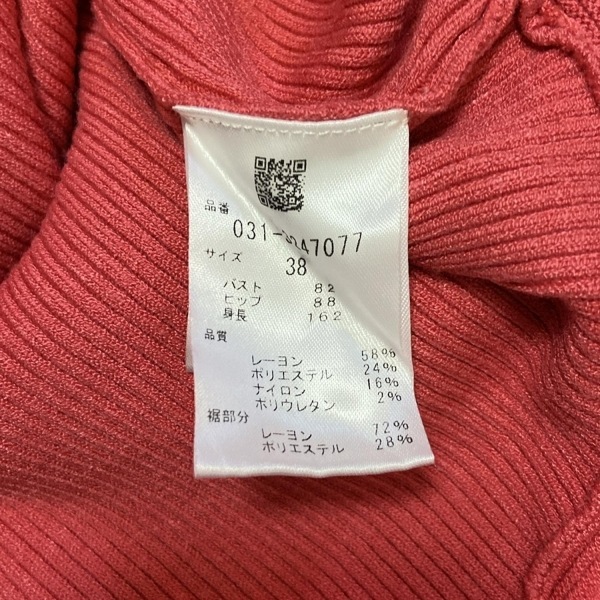 品番
サイズ 38
バスト 82
ヒップ 88
身長 162
品質
レーヨン 58%
ポリエステル 24%
ナイロン 16%
ポリウレタン 2%
裾部分
レーヨン 72%
ポリエステル 28%